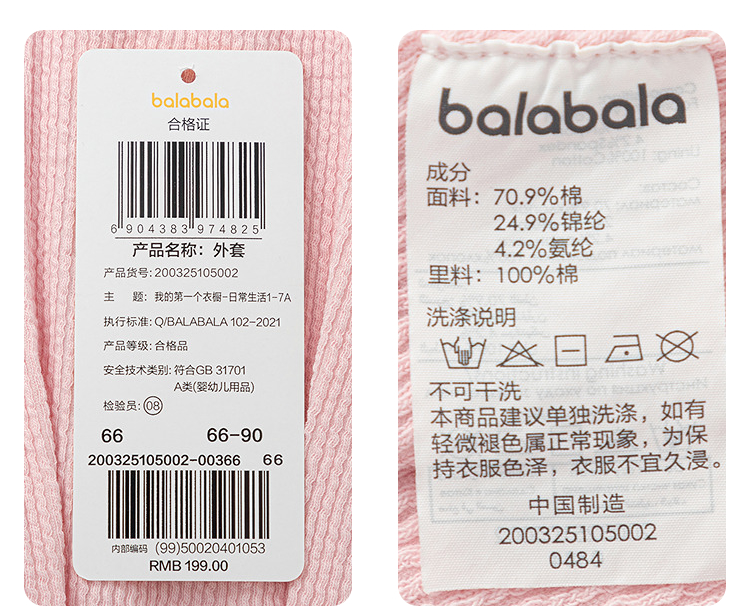 balabala
合格证
6 904383 974825
产品名称：外套
产品货号: 200325105002
主 题: 我的第一个衣橱-日常生活1-7A
执行标准: Q/BALABALA 102-2021
产品等级: 合格品
安全技术类别: 符合GB 31701
A类(婴幼儿用品)
检验员: 08
66 66-90
200325105002-00366 66
内部编码 (99)50020401053
RMB 199.00
balabala
成分
面料：70.9%棉
24.9%锦纶
4.2%氨纶
里料：100%棉
洗涤说明
不可干洗
本商品建议单独洗涤，如有
轻微褪色属正常现象，为保
持衣服色泽，衣服不宜久浸。
中国制造
200325105002
0484